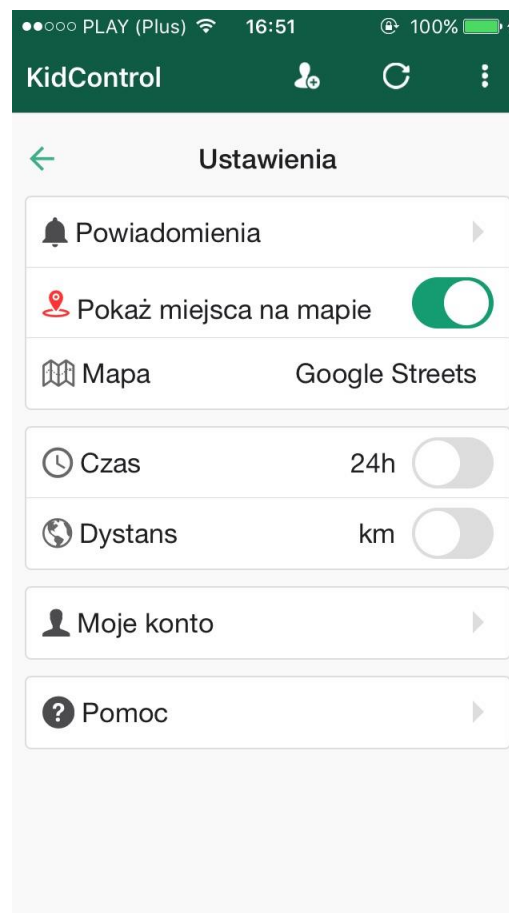 PLAY (Plus) 16:51 100%
KidControl
Ustawienia
Powiadomienia
Pokaż miejsca na mapie
Mapa Google Streets
Czas 24h
Dystans km
Moje konto
Pomoc